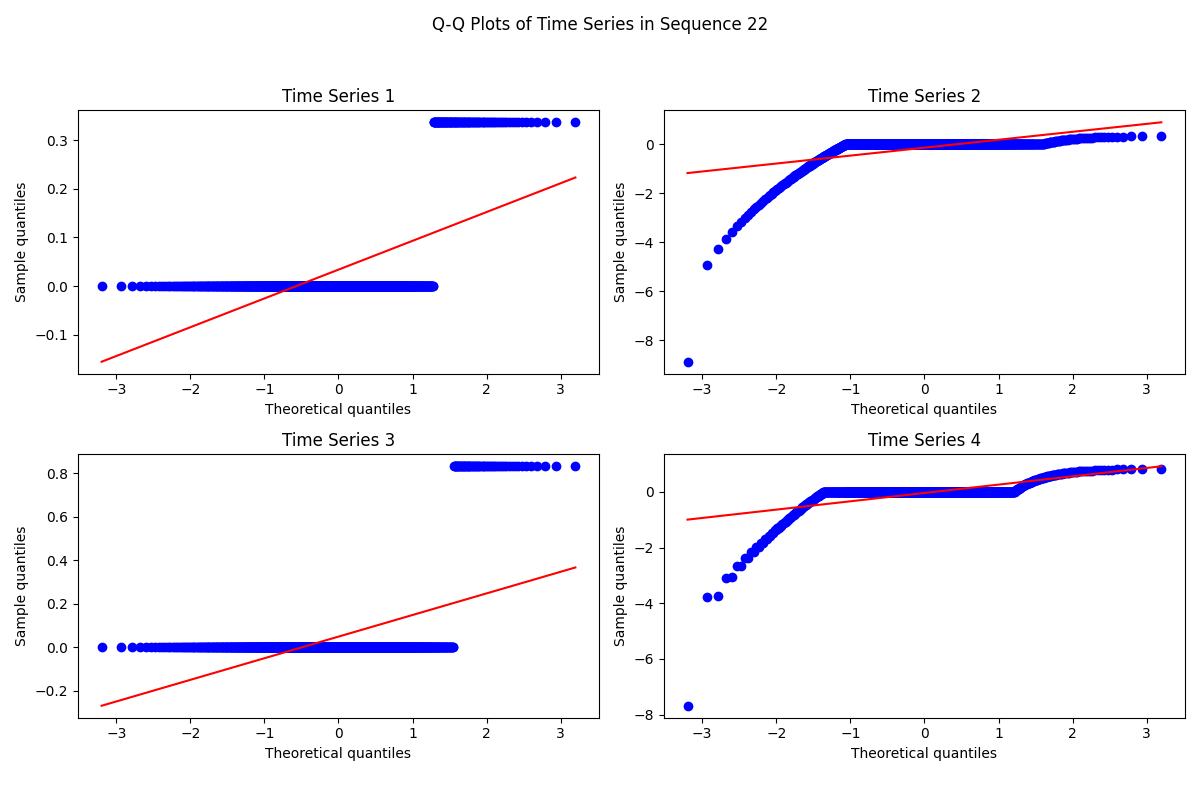 Q-Q Plots of Time Series in Sequence 22
Time Series 1
Sample quantiles
0.3
0.2
0.1
0.0
−0.1
−3 −2 −1 0 1 2 3
Theoretical quantiles
Time Series 2
Sample quantiles
0
−2
−4
−6
−8
−3 −2 −1 0 1 2 3
Theoretical quantiles
Time Series 3
Sample quantiles
0.8
0.6
0.4
0.2
0.0
−0.2
−3 −2 −1 0 1 2 3
Theoretical quantiles
Time Series 4
Sample quantiles
0
−2
−4
−6
−8
−3 −2 −1 0 1 2 3
Theoretical quantiles